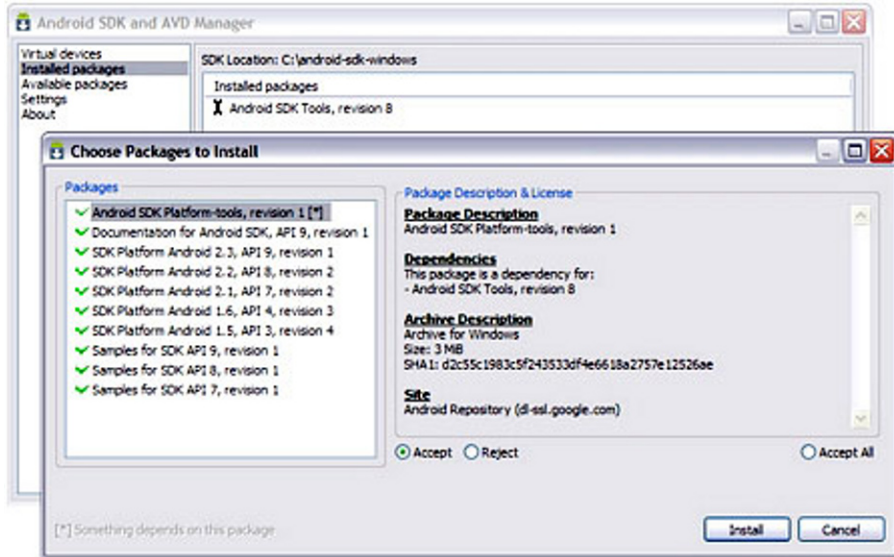 Android SDK and AVD Manager
Virtual devices
Installed packages
Available packages
Settings
About
SDK Location: C:\android-sdk-windows
Installed packages
Android SDK Tools, revision 8
Choose Packages to Install
Packages
Android SDK Platform-tools, revision 1 [*]
Documentation for Android SDK, API 9, revision 1
SDK Platform Android 2.3, API 9, revision 1
SDK Platform Android 2.2, API 8, revision 2
SDK Platform Android 2.1, API 7, revision 2
SDK Platform Android 1.6, API 4, revision 3
SDK Platform Android 1.5, API 3, revision 4
Samples for SDK API 9, revision 1
Samples for SDK API 8, revision 1
Samples for SDK API 7, revision 1
Package Description & License
Package Description
Android SDK Platform-tools, revision 1
Dependencies
This package is a dependency for:
- Android SDK Tools, revision 8
Archive Description
Archive for Windows
Size: 3 MiB
SHA1: d2c55c1983c5f243533df4e6618a2757e12526ae
Site
Android Repository (dl-ssl.google.com)
Accept Reject Accept All
[*] Something depends on this package
Install Cancel